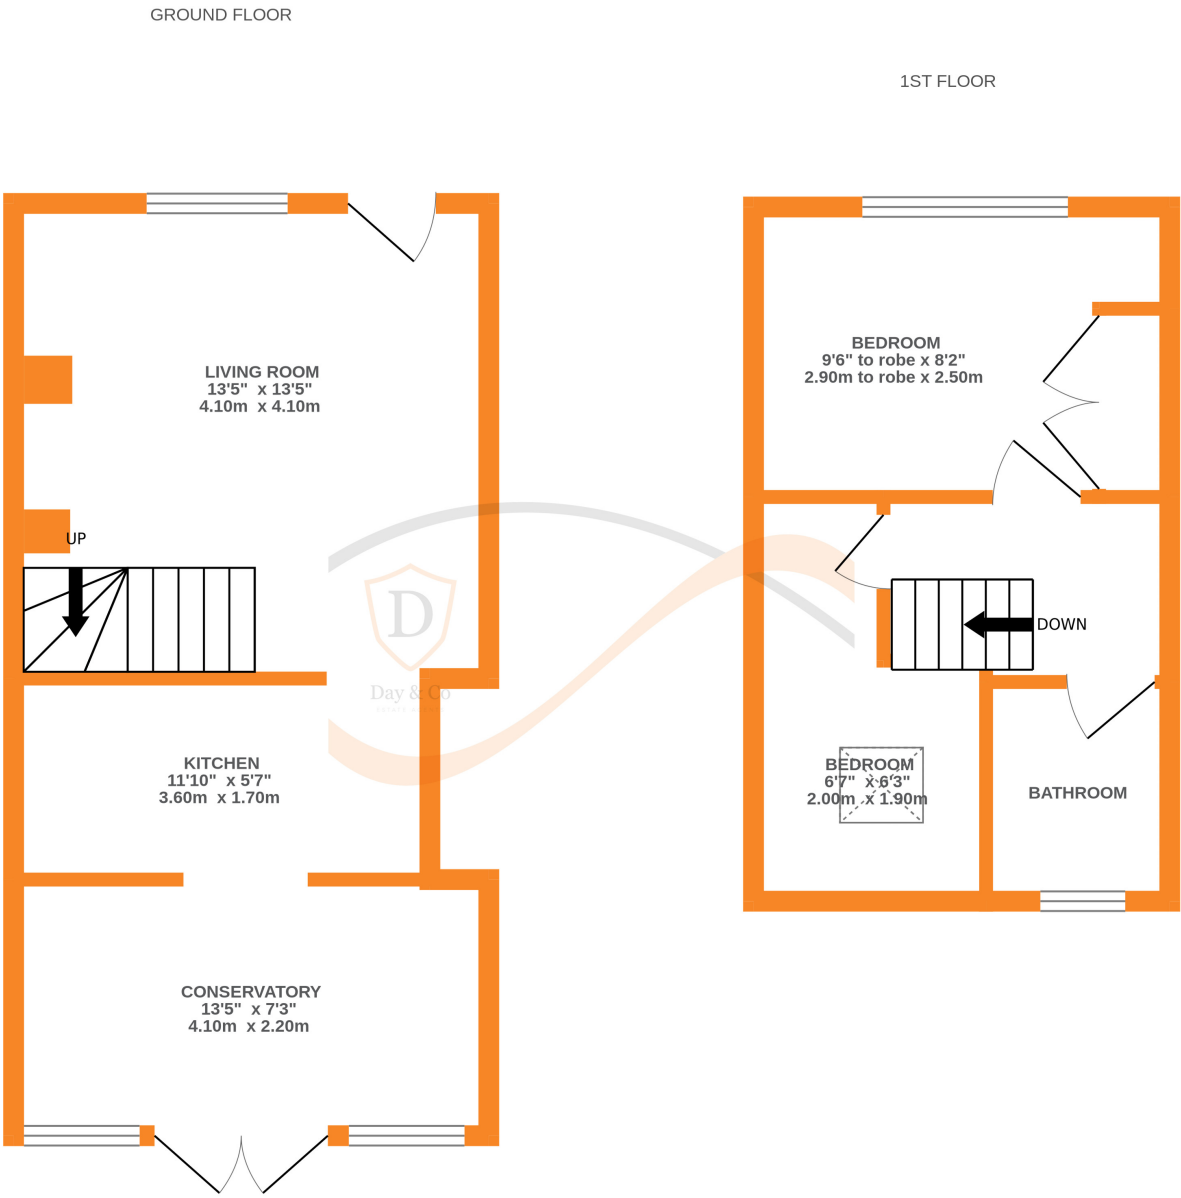 GROUND FLOOR
1ST FLOOR
LIVING ROOM
13'5" x 13'5"
4.10m x 4.10m
UP
KITCHEN
11'10" x 5'7"
3.60m x 1.70m
CONSERVATORY
13'5" x 7'3"
4.10m x 2.20m
D
Day & Co
BEDROOM
9'6" to robe x 8'2"
2.90m to robe x 2.50m
DOWN
BEDROOM
6'7" x 6'3"
2.00m x 1.90m
BATHROOM